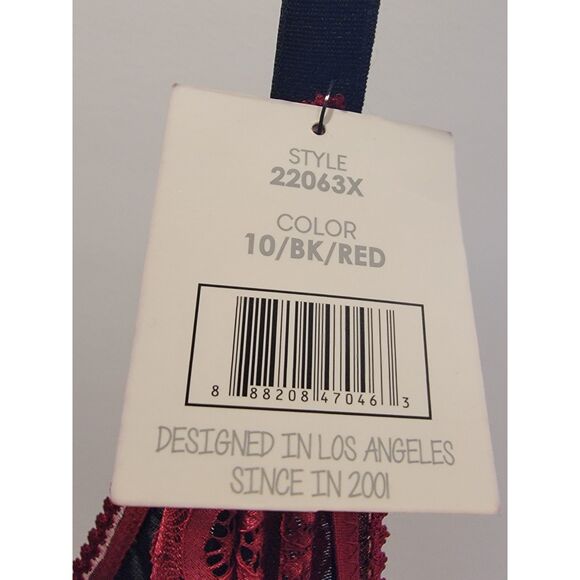 STYLE
22063X
COLOR
10/BK/RED
8 88208 47046 3
DESIGNED IN LOS ANGELES
SINCE IN 2001